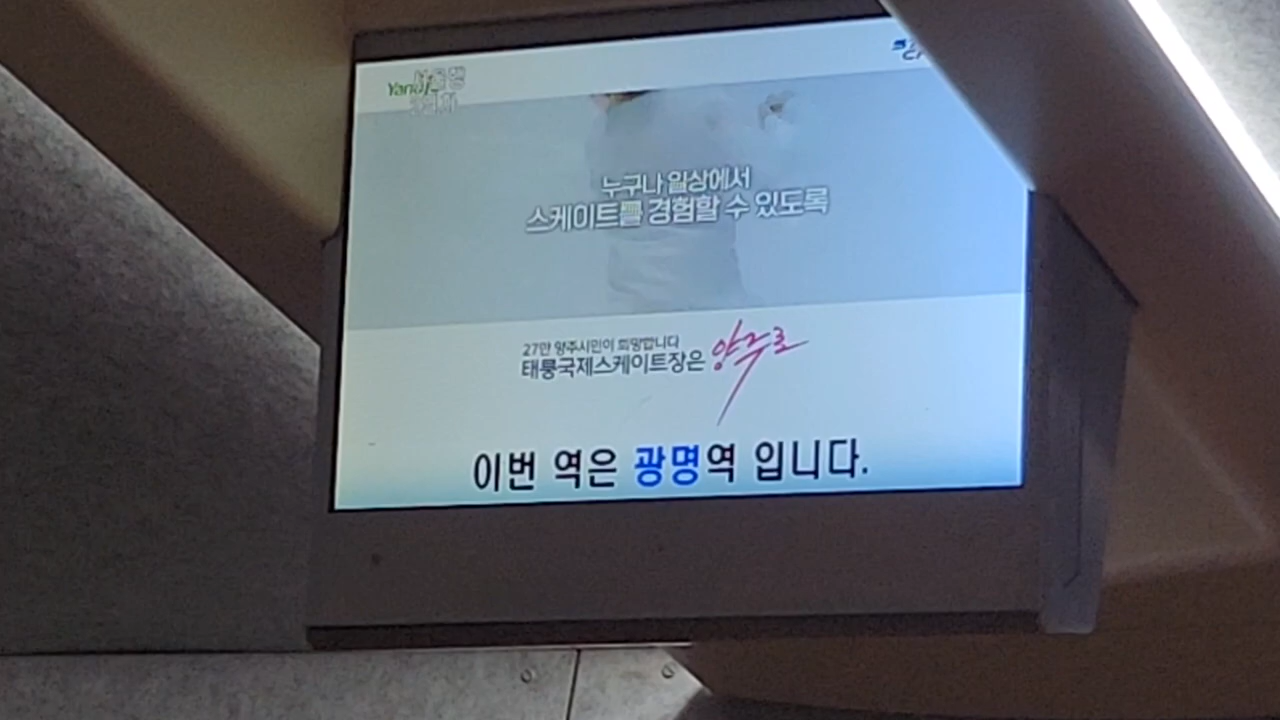 누구나 일상에서
스케이트를 경험할 수 있도록
27만 양주시민이 희망합니다
태릉국제스케이트장은 양주로
이번 역은 광명역 입니다.